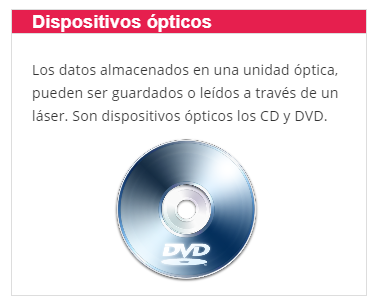 Dispositivos ópticos
Los datos almacenados en una unidad óptica,
pueden ser guardados o leídos a través de un
láser. Son dispositivos ópticos los CD y DVD.
DVD